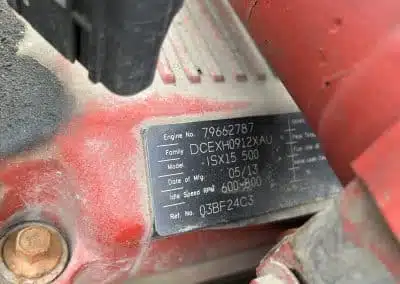 Engine No. 79662787
Family DCEXH0912XAU
Model ISX15 500
Date of Mfg. 05/13
Idle Speed RPM 600-800
Ref. No. 03BF24C3